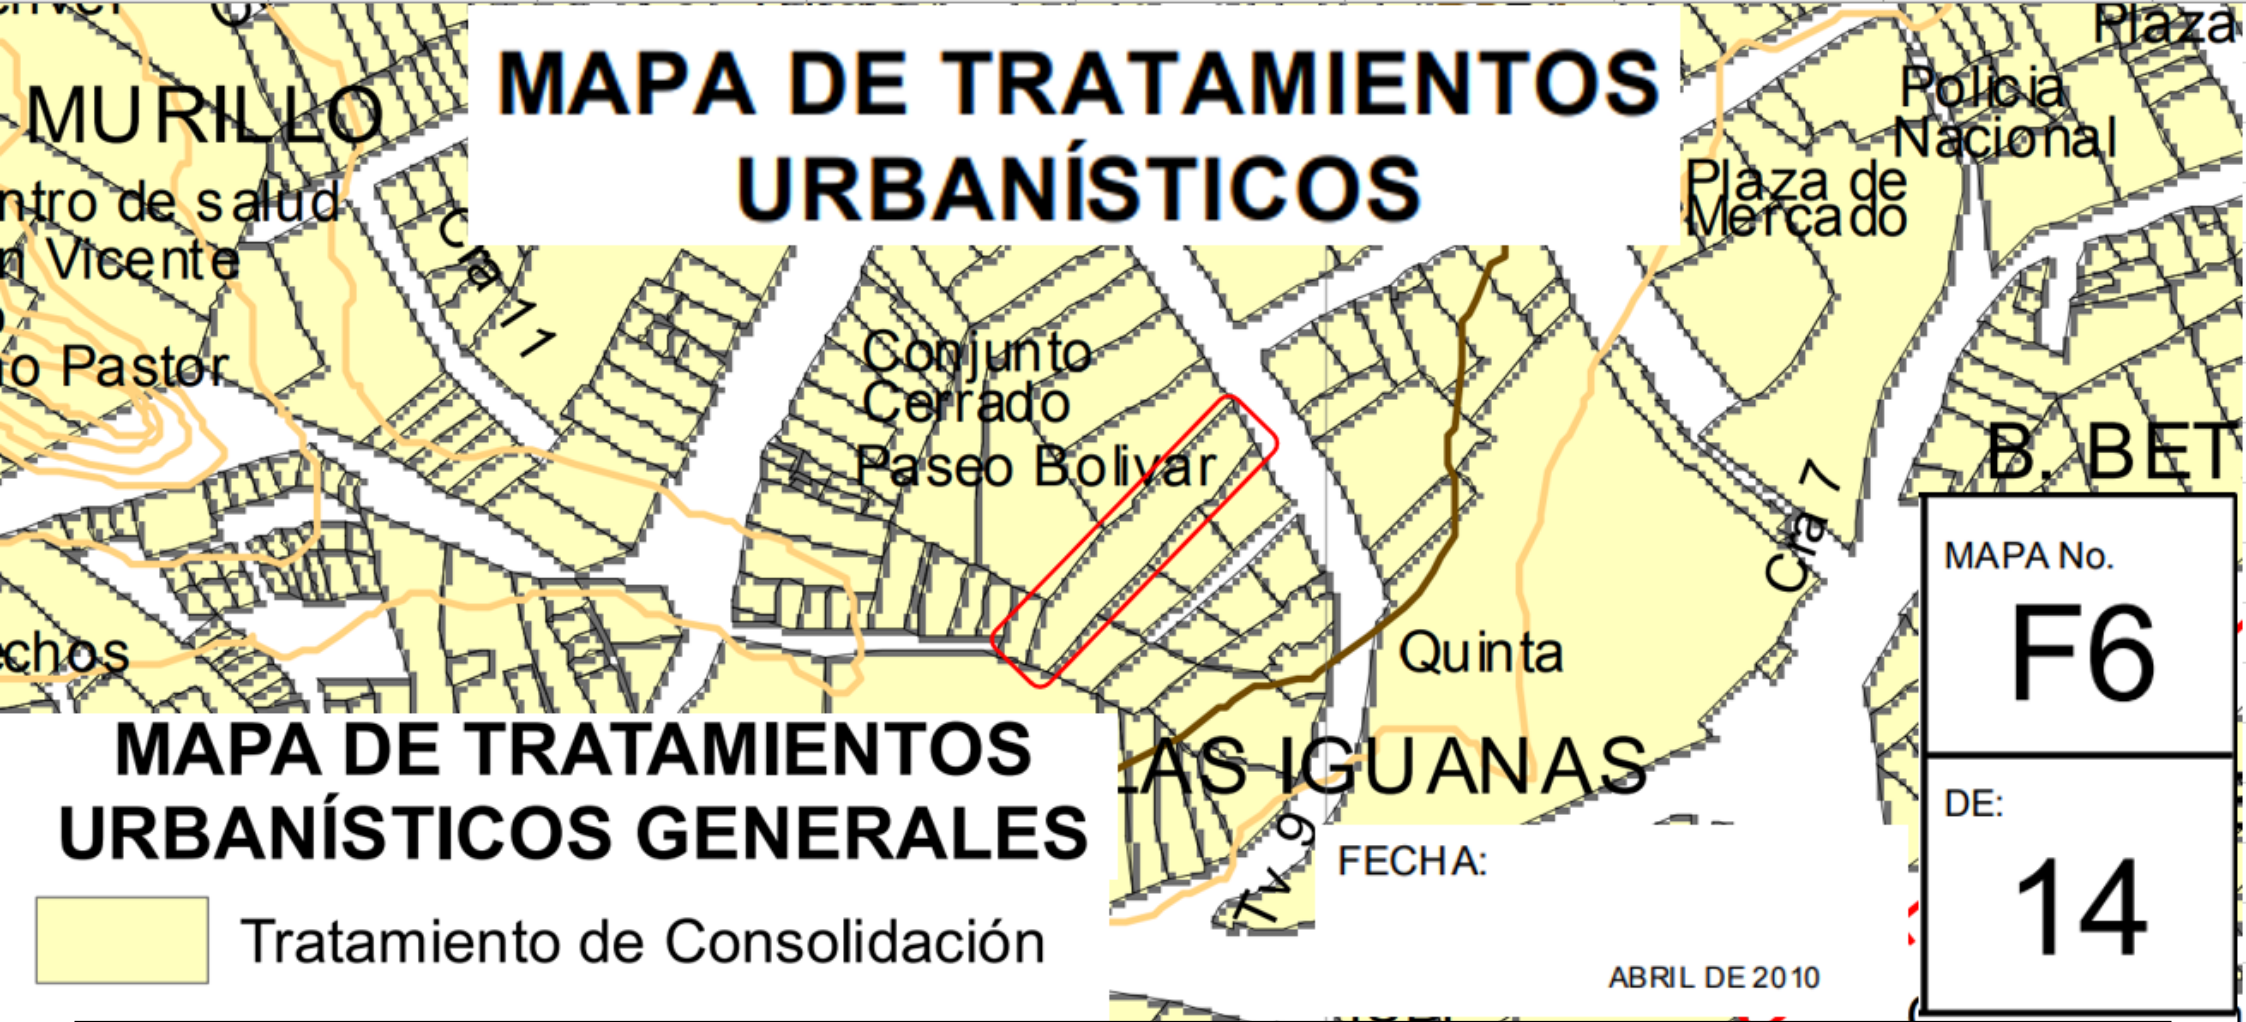 MAPA DE TRATAMIENTOS
URBANÍSTICOS
Plaza
Policia
Nacional
Plaza de
Mercado
MURILLO
ntro de salud
n Vicente
o Pastor
Cra 11
Conjunto
Cerrado
Paseo Bolivar
B. BET
Cra 7
echos
Quinta
LAS IGUANAS
Tv 9
MAPA No.
F6
DE:
14
MAPA DE TRATAMIENTOS
URBANÍSTICOS GENERALES
Tratamiento de Consolidación
FECHA:
ABRIL DE 2010